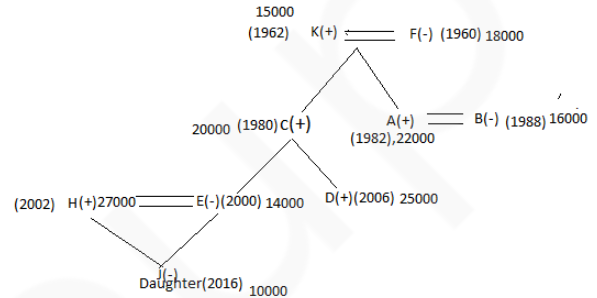 15000
(1962) K(+) F(-) (1960) 18000
20000 (1980) C(+) A(+) B(-) (1988) 16000
(1982),22000
(2002) H(+)27000 E(-)(2000) 14000 D(+)(2006) 25000
J(-)
Daughter(2016) 10000